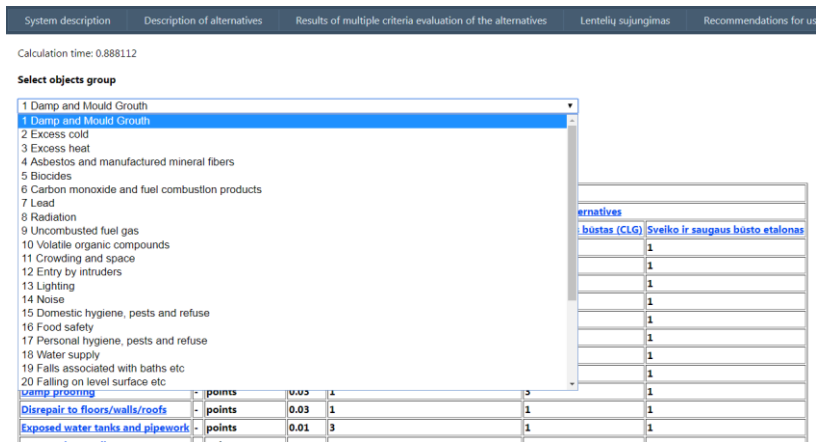 System description Description of alternatives Results of multiple criteria evaluation of the alternatives Lentelių sujungimas Recommendations for us
Calculation time: 0.888112
Select objects group
1 Damp and Mould Grouth
1 Damp and Mould Grouth
2 Excess cold
3 Excess heat
4 Asbestos and manufactured mineral fibers
5 Biocides
6 Carbon monoxide and fuel combustIon products
7 Lead
8 Radiation
ernatives
9 Uncombusted fuel gas
s būstas (CLG) Sveiko ir saugaus būsto etalonas
10 Volatile organic compounds
1
11 Crowding and space
1
12 Entry by intruders
1
13 Lighting
1
14 Noise
1
15 Domestic hygiene, pests and refuse
1
16 Food safety
17 Personal hygiene, pests and refuse
1
18 Water supply
1
19 Falls associated with baths etc
20 Falling on level surface etc
Damp proofing - points 0.03 1 3 1
Disrepair to floors/walls/roofs - points 0.03 1 1 1
Exposed water tanks and pipework - points 0.01 3 1 1